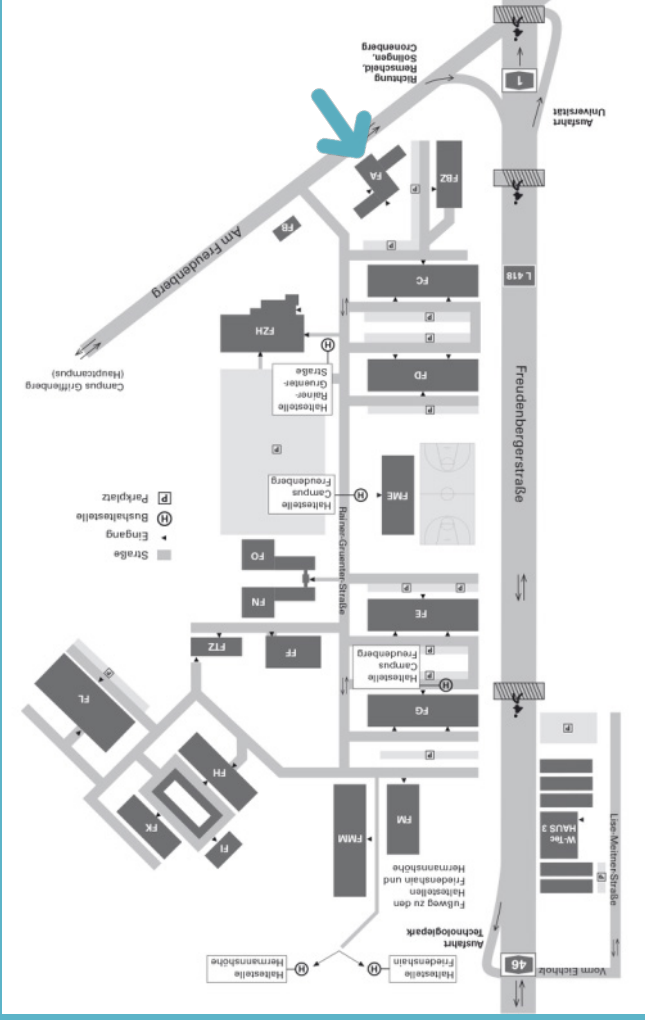 46
Vorm Eichholz
Haltestelle
Friedenshain
H
H
Haltestelle
Hermannshöhe
Ausfahrt
Technologiepark
Fußweg zu den
Haltestellen
Friedenshain und
Hermannshöhe
Lise-Meitner-Straße
P
W-Tec
HAUS 3
P
FM
FMM
FI
FK
FH
FL
P
P
FG
H
Haltestelle
Campus
Freudenberg
P
P
FE
P
P
FF
FTZ
FN
FO
Rainer-Gruenter-Straße
Freudenbergerstraße
Straße
Eingang
H Bushaltestelle
P Parkplatz
FME
H
Haltestelle
Campus
Freudenberg
P
P
FD
P
P
Haltestelle
Rainer-
Gruenter-
Straße
H
FZH
Campus Grifflenberg
(Hauptcampus)
L 418
FC
P
FB
Am Freudenberg
FBZ
P
FA
Ausfahrt
Universität
1
Richtung
Remscheid,
Solingen,
Cronenberg